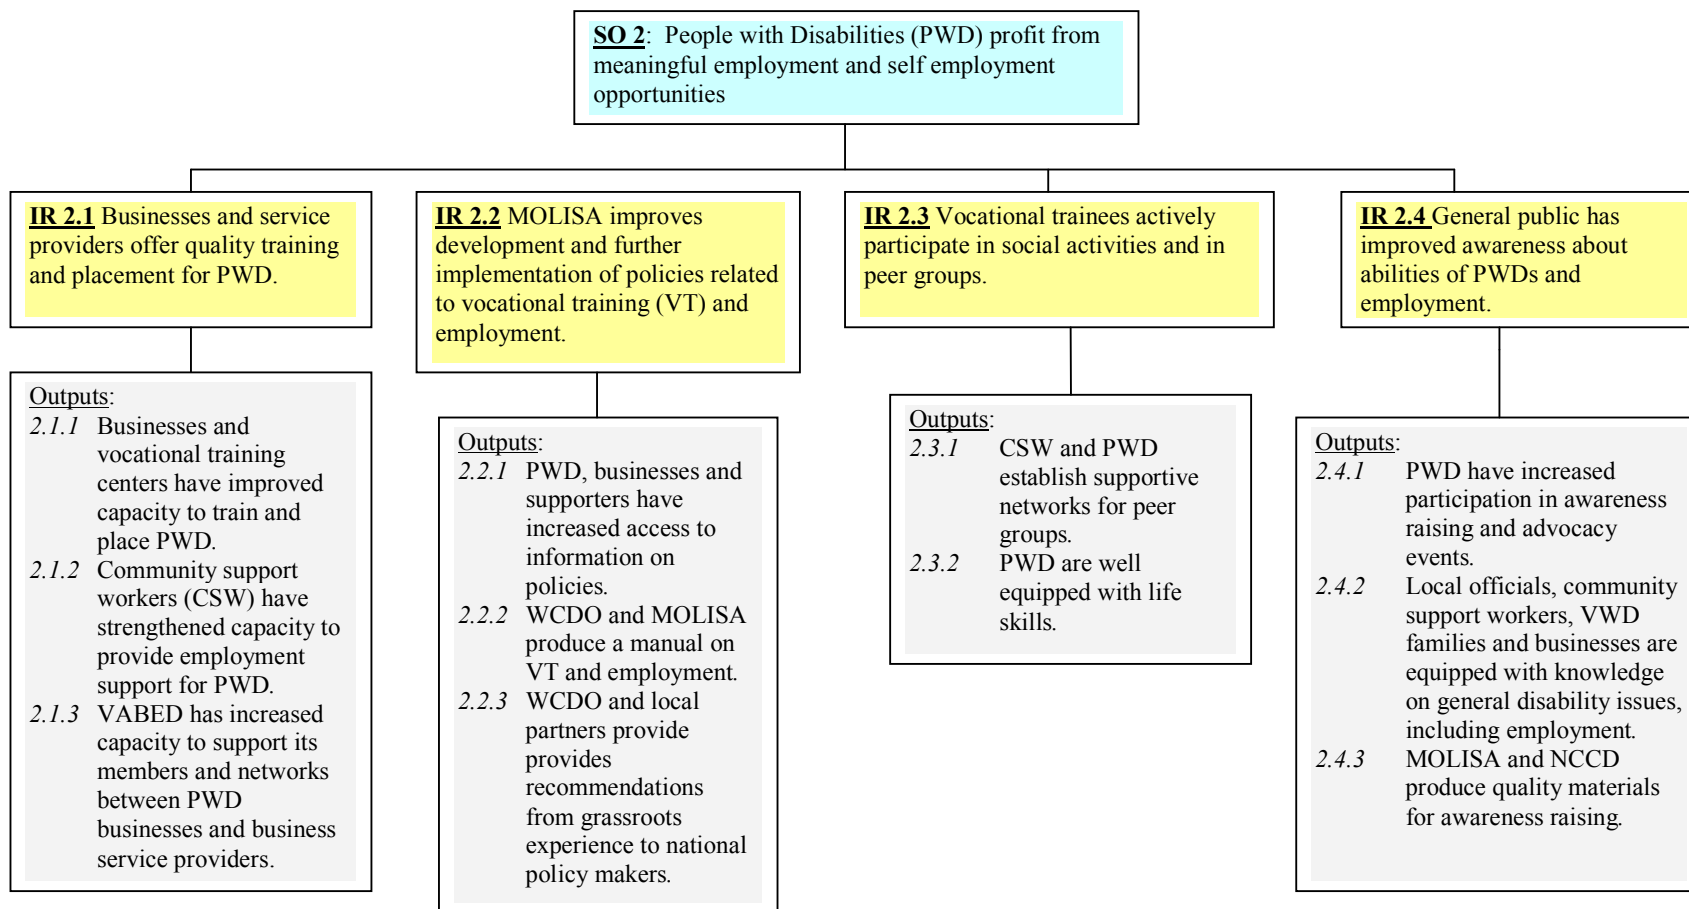 SO 2: People with Disabilities (PWD) profit from
meaningful employment and self employment
opportunities
IR 2.1 Businesses and service
providers offer quality training
and placement for PWD.
IR 2.2 MOLISA improves
development and further
implementation of policies related
to vocational training (VT) and
employment.
IR 2.3 Vocational trainees actively
participate in social activities and in
peer groups.
IR 2.4 General public has
improved awareness about
abilities of PWDs and
employment.
Outputs:
2.1.1 Businesses and
vocational training
centers have improved
capacity to train and
place PWD.
2.1.2 Community support
workers (CSW) have
strengthened capacity to
provide employment
support for PWD.
2.1.3 VABED has increased
capacity to support its
members and networks
between PWD
businesses and business
service providers.
Outputs:
2.2.1 PWD, businesses and
supporters have
increased access to
information on
policies.
2.2.2 WCDO and MOLISA
produce a manual on
VT and employment.
2.2.3 WCDO and local
partners provide
provides
recommendations
from grassroots
experience to national
policy makers.
Outputs:
2.3.1 CSW and PWD
establish supportive
networks for peer
groups.
2.3.2 PWD are well
equipped with life
skills.
Outputs:
2.4.1 PWD have increased
participation in awareness
raising and advocacy
events.
2.4.2 Local officials, community
support workers, VWD
families and businesses are
equipped with knowledge
on general disability issues,
including employment.
2.4.3 MOLISA and NCCD
produce quality materials
for awareness raising.